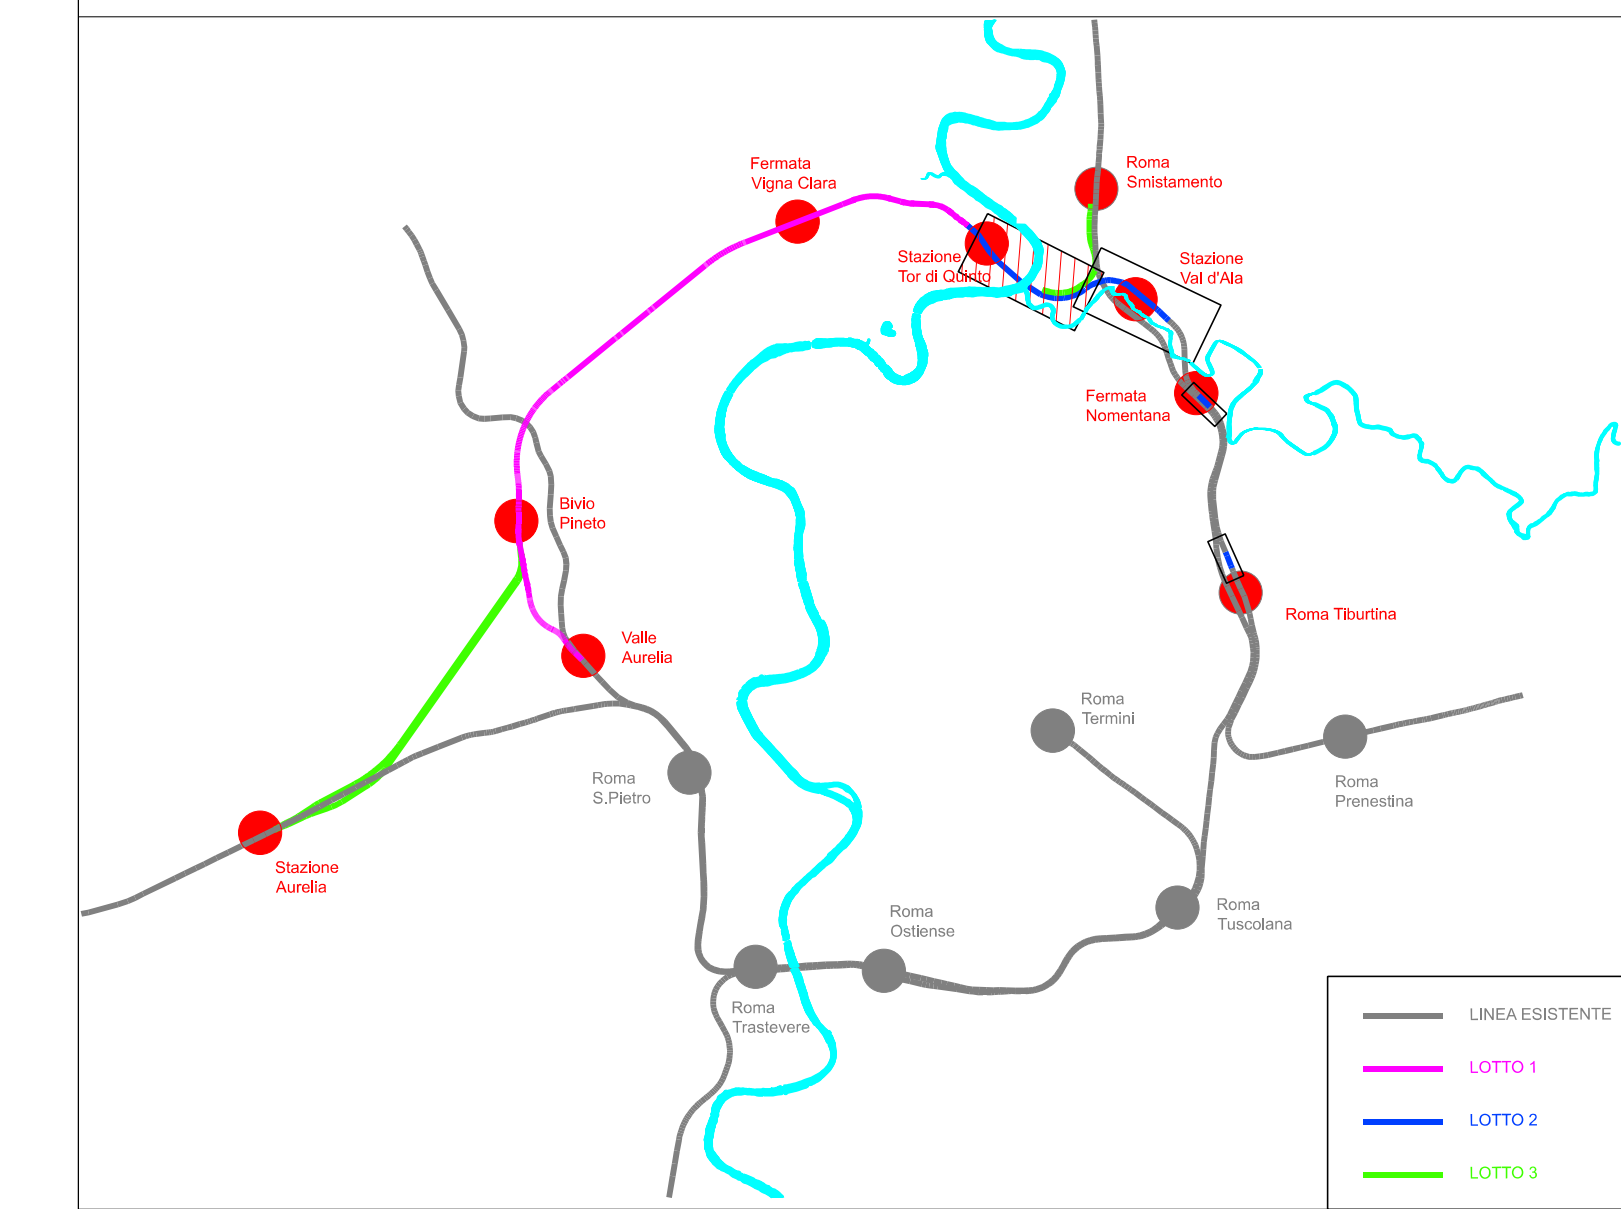 Fermata
Vigna Clara
Roma
Smistamento
Stazione
Tor di Quinto
Stazione
Val d'Ala
Fermata
Nomentana
Bivio
Pineto
Roma Tiburtina
Valle
Aurelia
Roma
Termini
Roma
S.Pietro
Roma
Prenestina
Stazione
Aurelia
Roma
Ostiense
Roma
Tuscolana
Roma
Trastevere
LINEA ESISTENTE
LOTTO 1
LOTTO 2
LOTTO 3